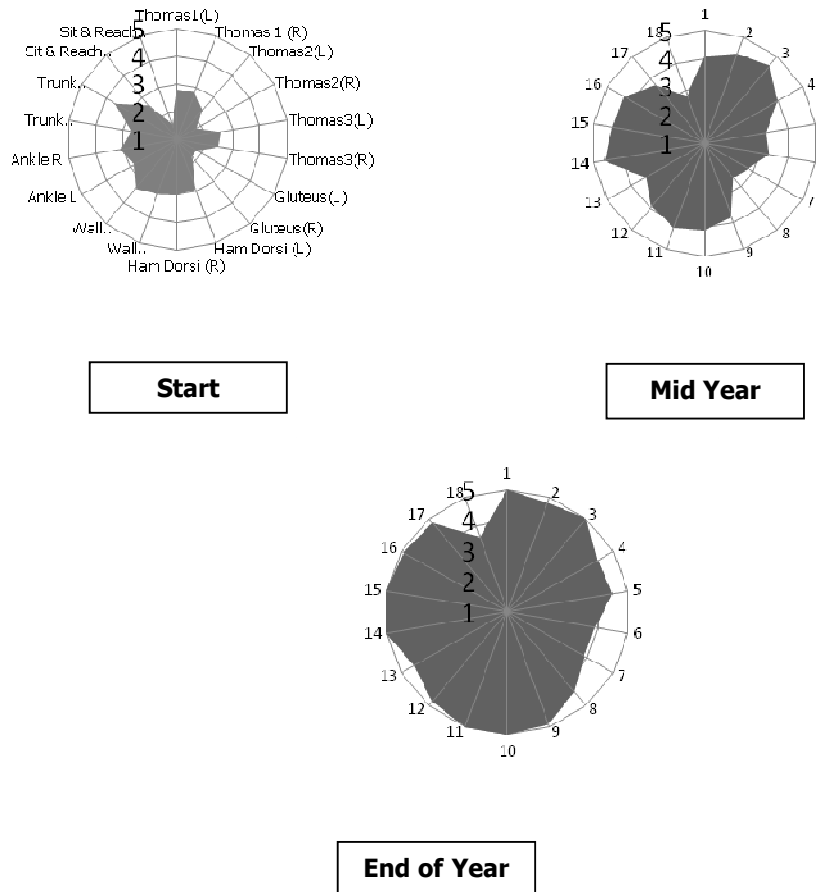 Thomas1(L)
Thomas 1 (R)
Thomas2(L)
Thomas2(R)
Thomas3(L)
Thomas3(R)
Gluteus(L)
Gluteus(R)
Ham Dorsi (L)
Ham Dorsi (R)
Wall..
Wall..
Ankle L
Ankle R
Trunk..
Trunk..
Sit & Reach..
Sit & Reach..
5
4
3
2
1
Start
1
2
3
4
7
8
9
10
11
12
13
14
15
16
17
18
5
4
3
2
1
Mid Year
1
2
3
4
5
6
7
8
9
10
11
12
13
14
15
16
17
18
5
4
3
2
1
End of Year